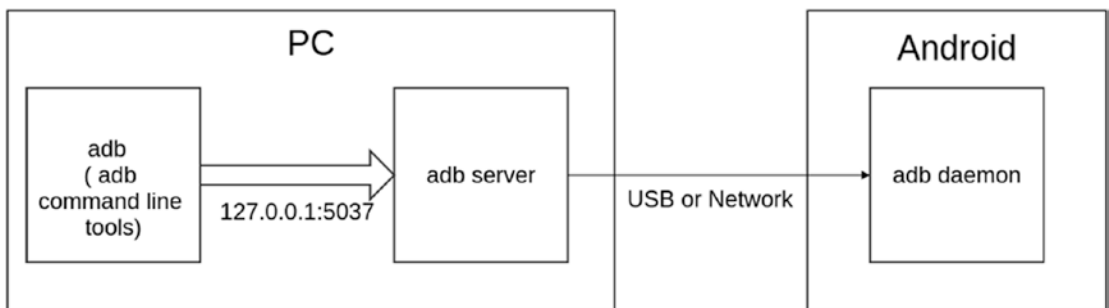 PC
Android
adb
( adb
command line
tools)
127.0.0.1:5037
adb server
USB or Network
adb daemon